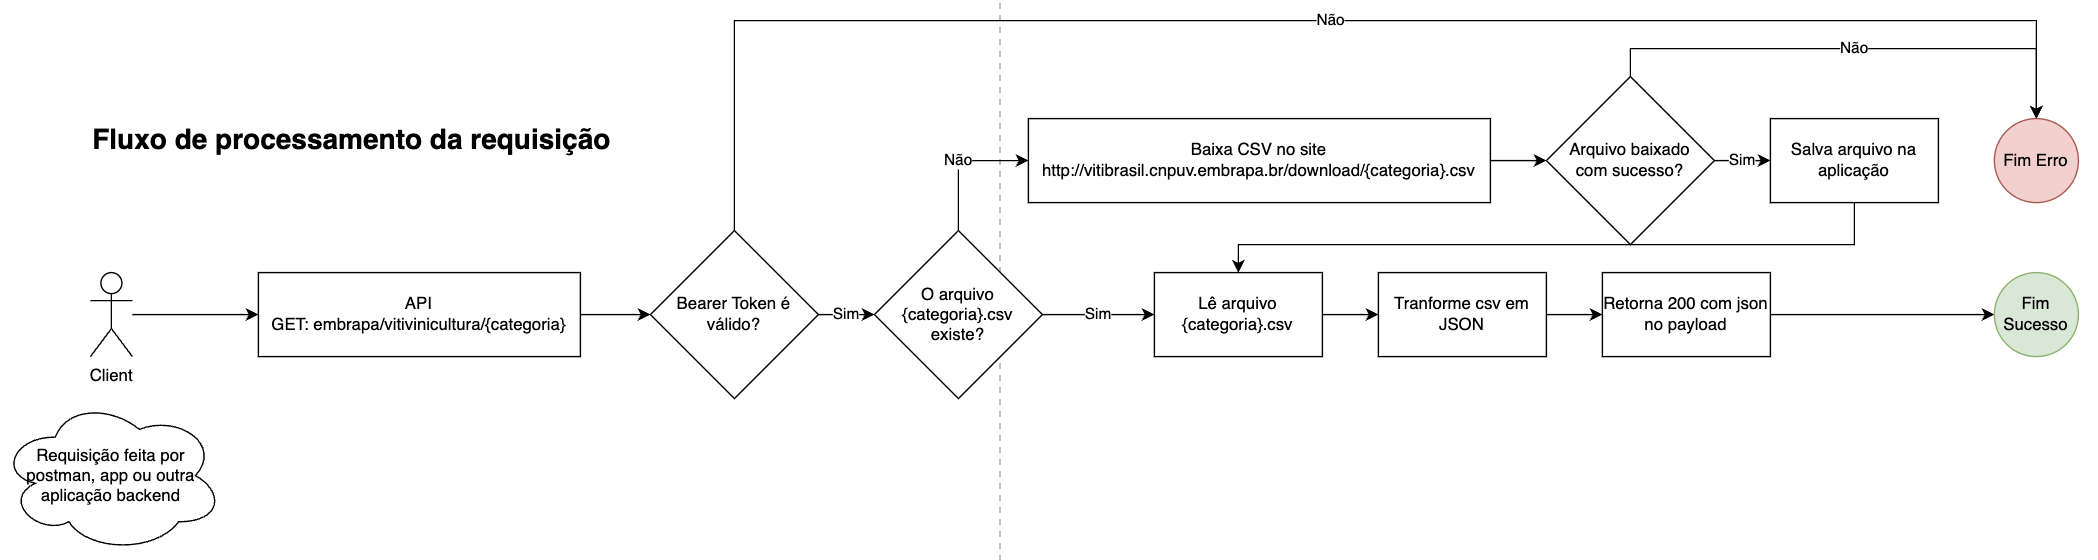 Não
Não
Fluxo de processamento da requisição
Não
Baixa CSV no site
http://vitibrasil.cnpuv.embrapa.br/download/{categoria}.csv
Arquivo baixado
com sucesso?
Sim
Salva arquivo na
aplicação
Fim Erro
Client
API
GET: embrapa/vitivinicultura/{categoria}
Bearer Token é
válido?
Sim
O arquivo
{categoria}.csv
existe?
Sim
Lê arquivo
{categoria}.csv
Tranforme csv em
JSON
Retorna 200 com json
no payload
Fim
Sucesso
Requisição feita por
postman, app ou outra
aplicação backend